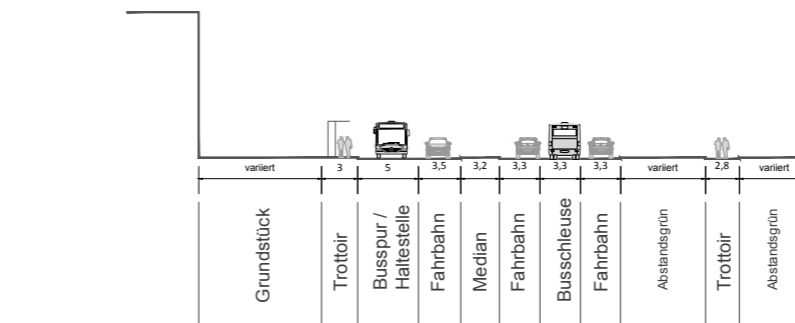 variiert 3 5 3,5 3,2 3,3 3,3 3,3 variiert 2,8 variiert
Grundstück
Trottoir
Busspur /
Haltestelle
Fahrbahn
Median
Fahrbahn
Busschleuse
Fahrbahn
Abstandsgrün
Trottoir
Abstandsgrün